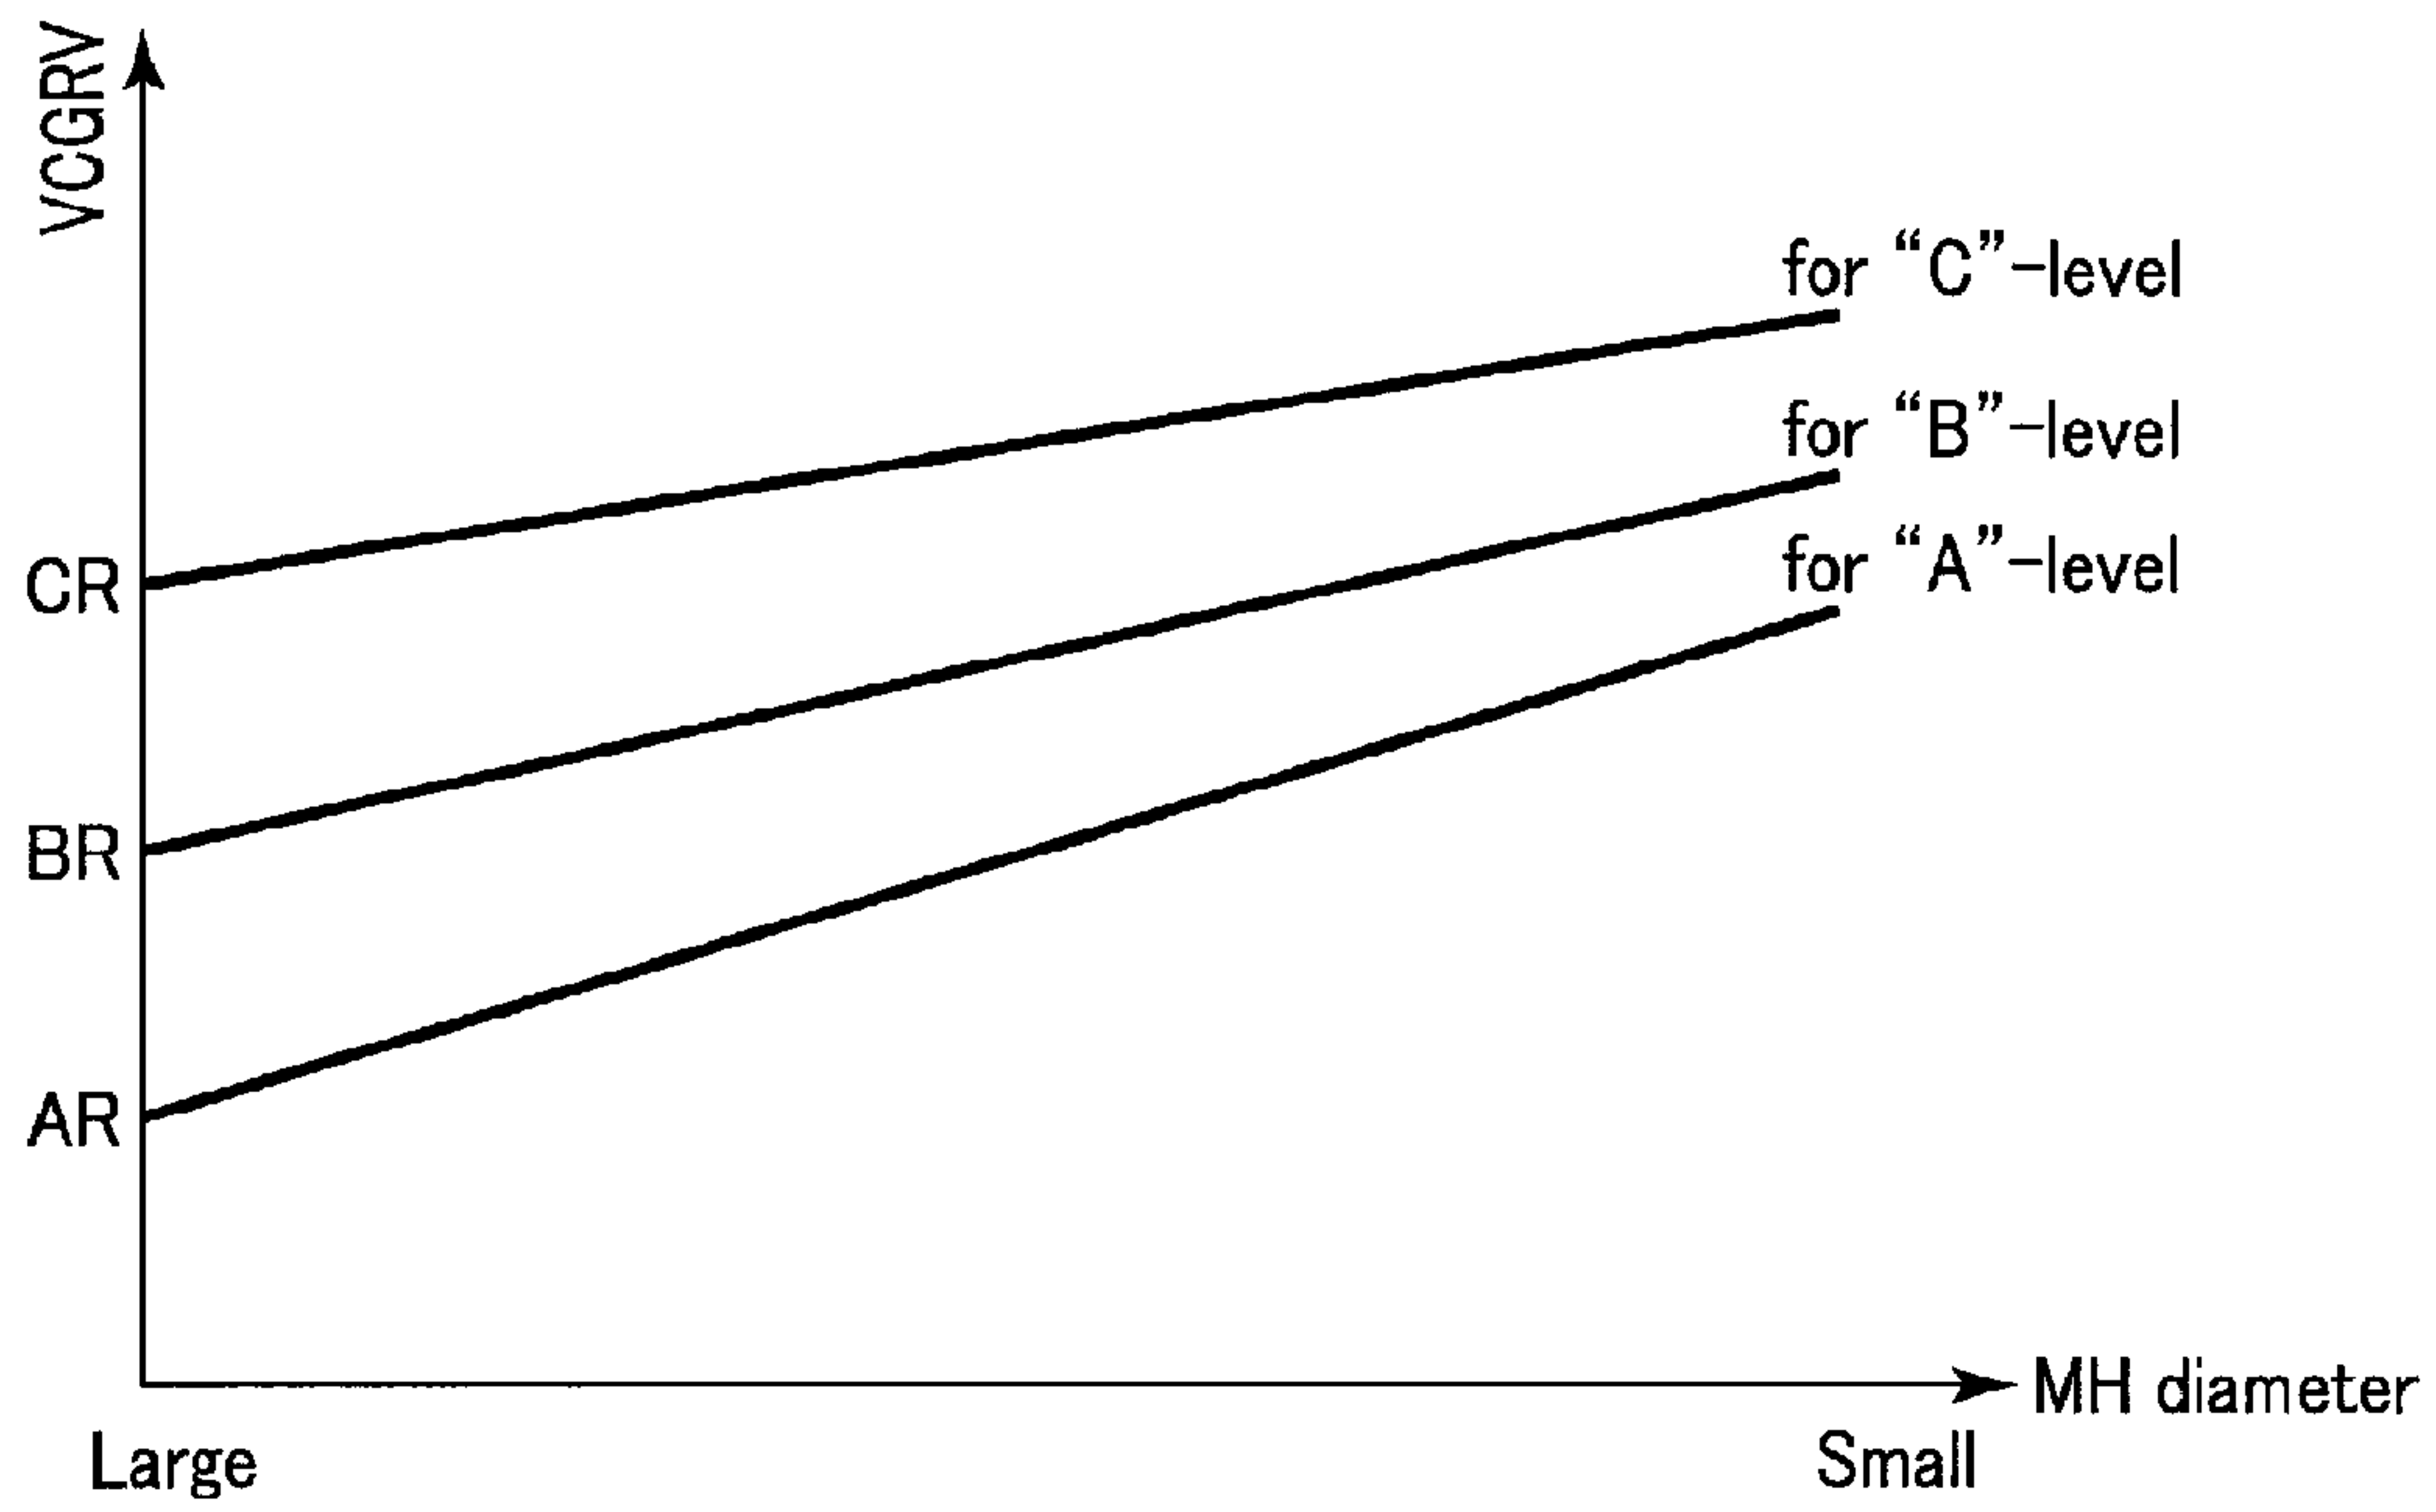 VCGRV
for “C”-level
for “B”-level
for “A”-level
CR
BR
AR
MH diameter
Large
Small